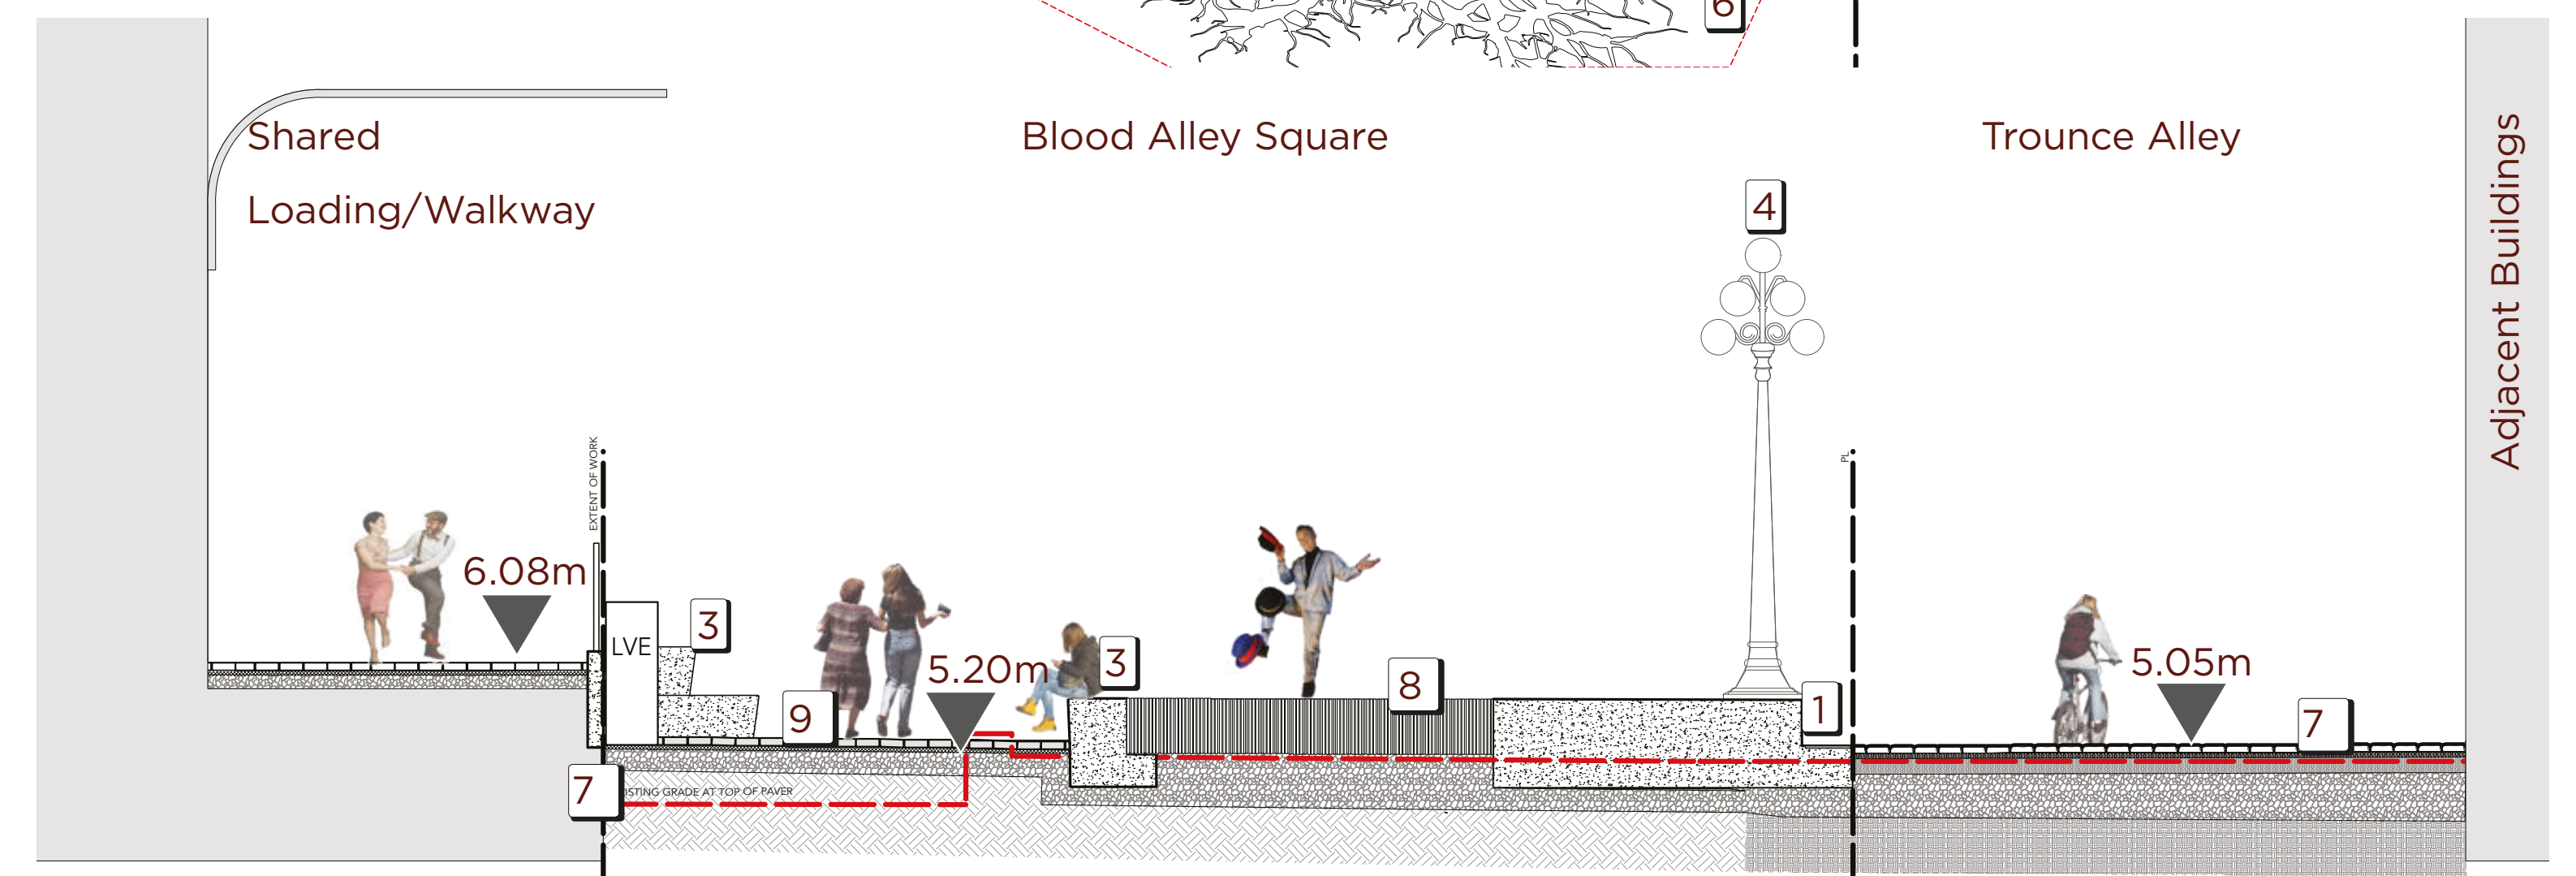 6
Shared
Loading/Walkway
Blood Alley Square
Trounce Alley
Adjacent Buildings
4
EXTENT OF WORK
PL
6.08m
LVE
3
5.20m
3
8
9
1
5.05m
7
7
ISTING GRADE AT TOP OF PAVER